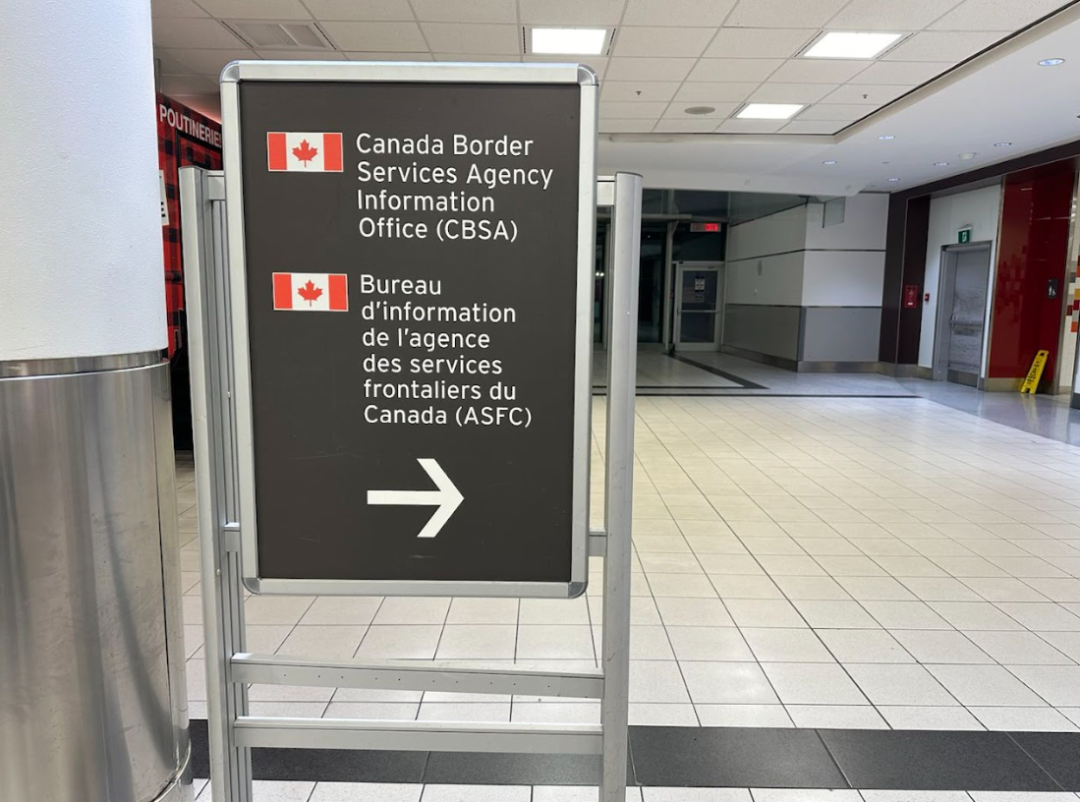 POUTINERIE
Canada Border
Services Agency
Information
Office (CBSA)
Bureau
d'information
de l'agence
des services
frontaliers du
Canada (ASFC)